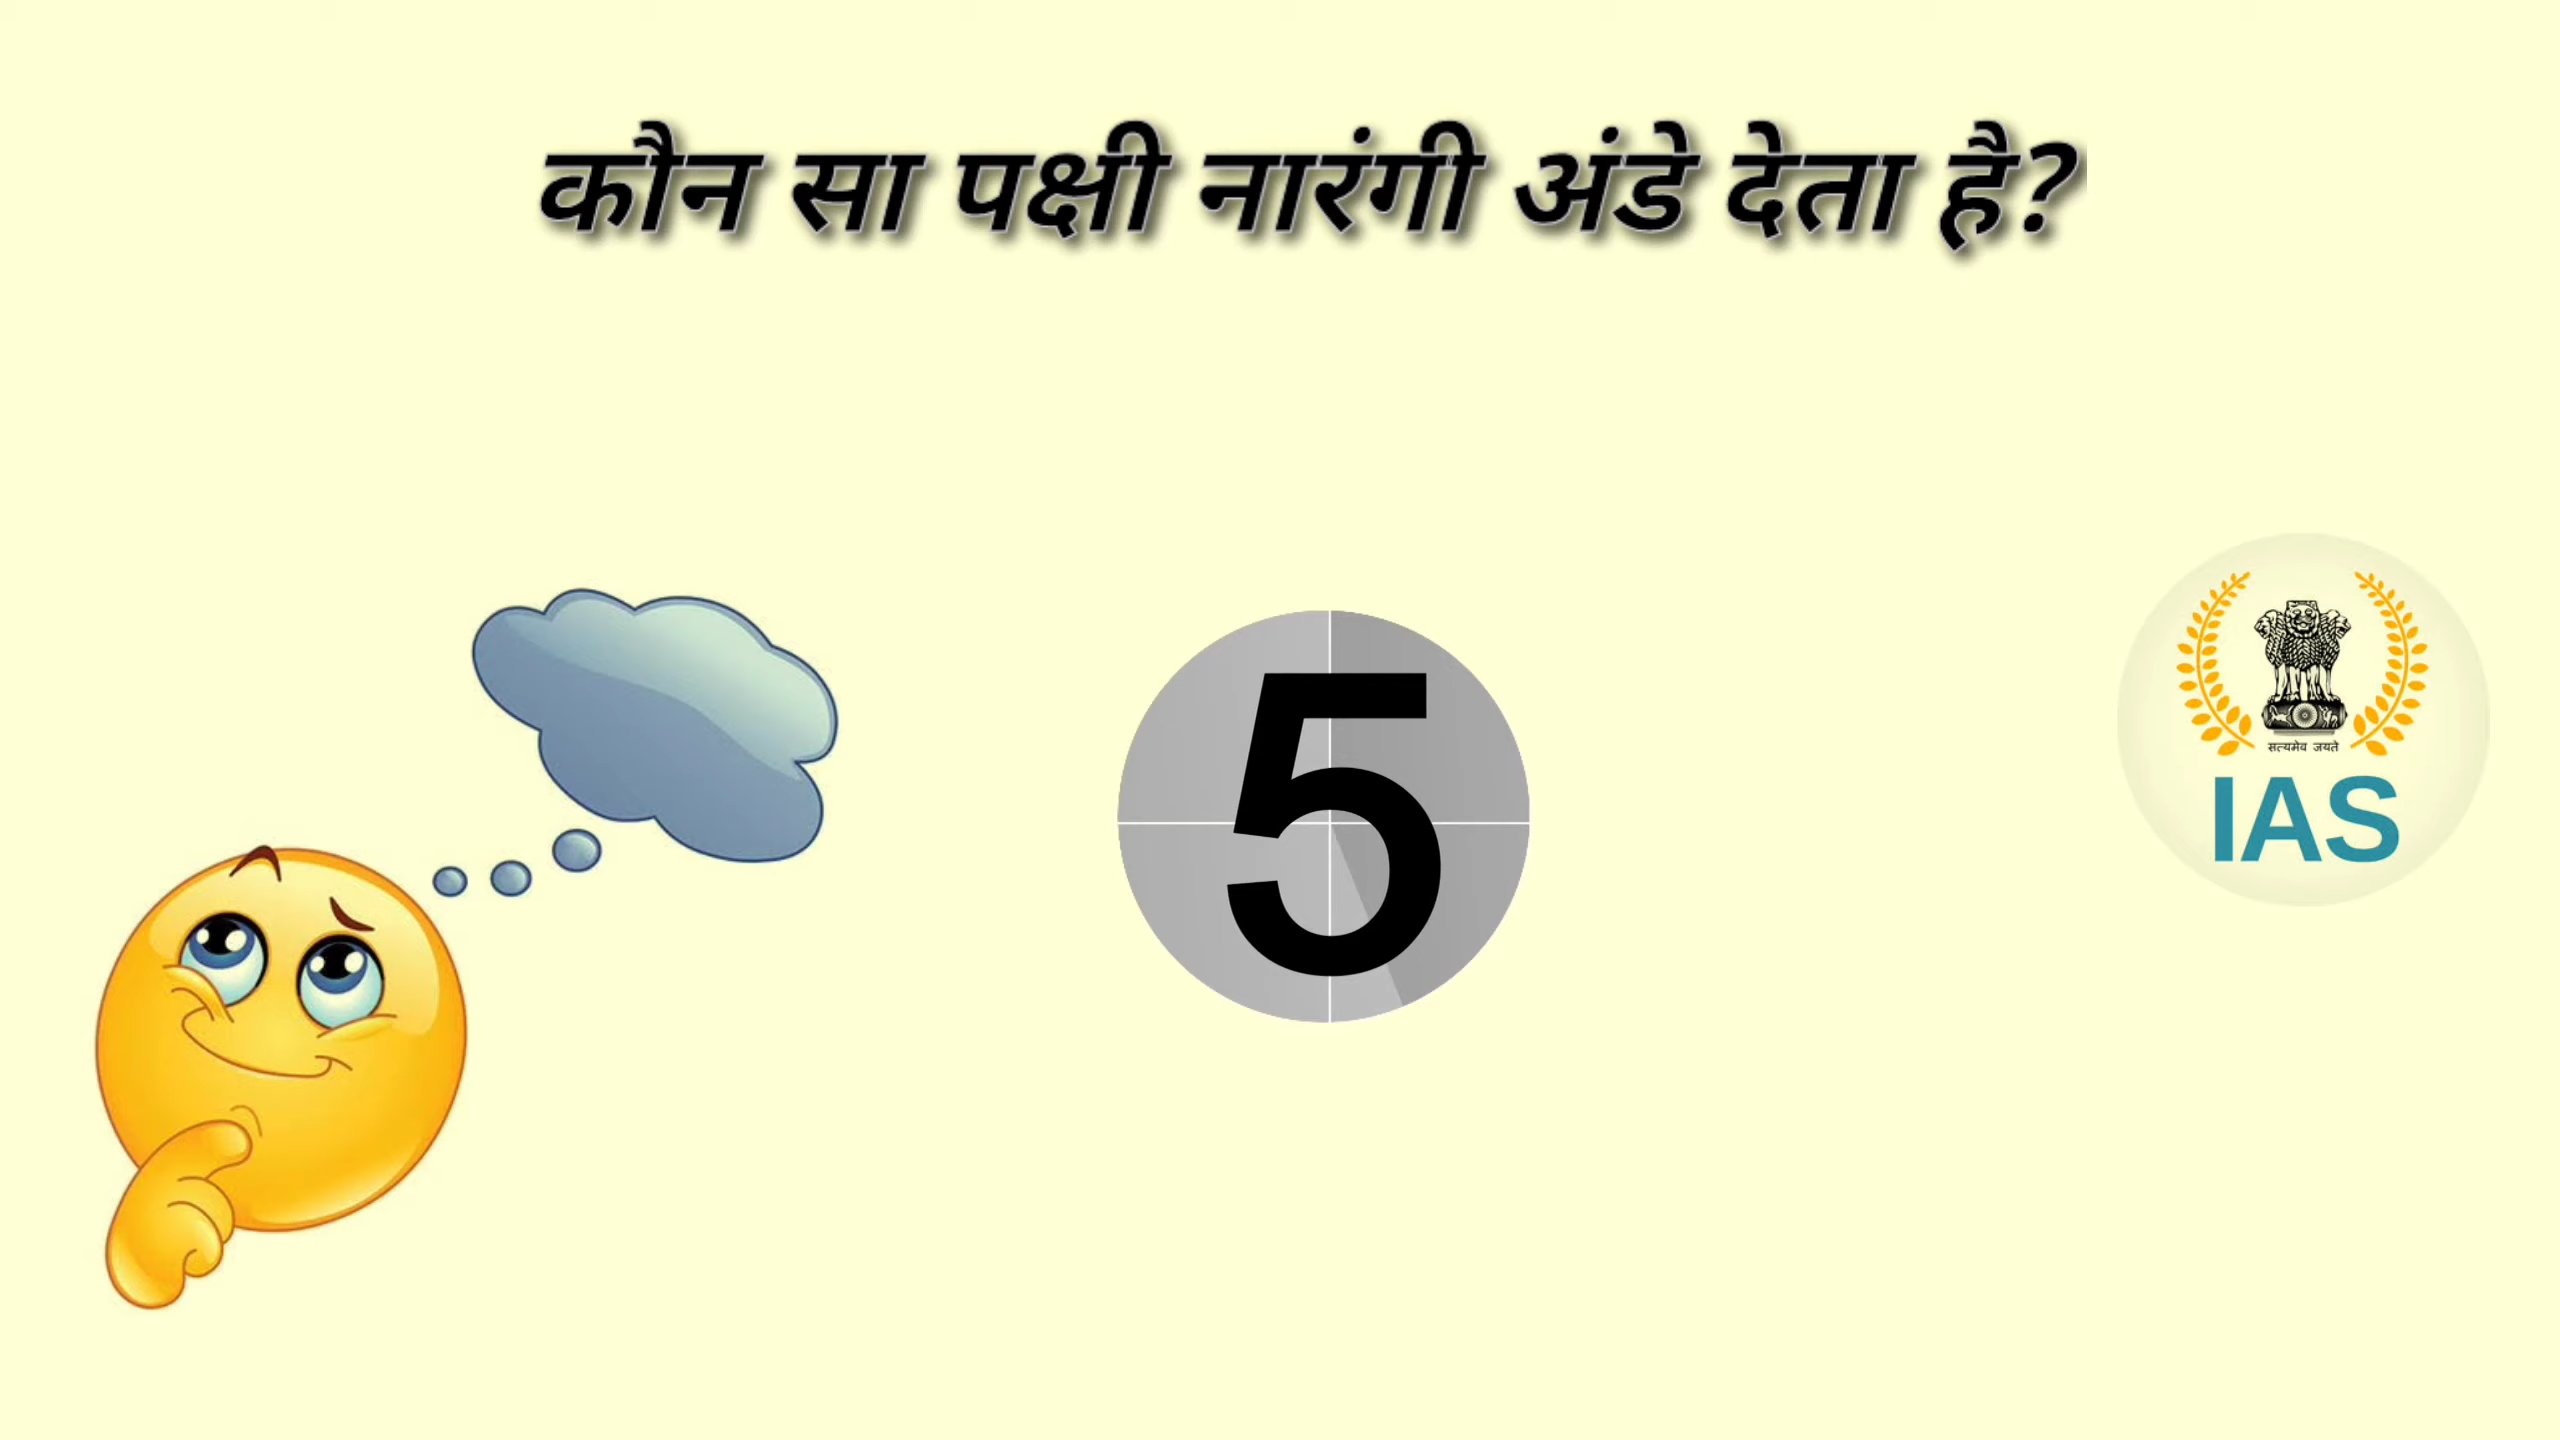 कौन सा पक्षी नारंगी अंडे देता है?
5
सत्यमेव जयते
IAS